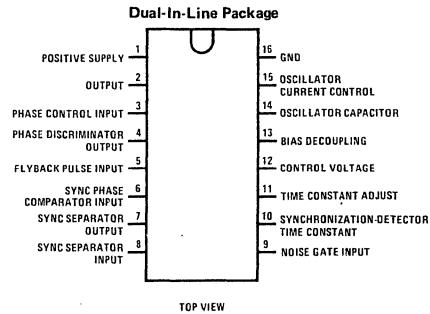 Dual-In-Line Package
1
POSITIVE SUPPLY
2
OUTPUT
3
PHASE CONTROL INPUT
4
PHASE DISCRIMINATOR
OUTPUT
5
FLYBACK PULSE INPUT
6
SYNC PHASE
COMPARATOR INPUT
7
SYNC SEPARATOR
OUTPUT
8
SYNC SEPARATOR
INPUT
16
GND
15
OSCILLATOR
CURRENT CONTROL
14
OSCILLATOR CAPACITOR
13
BIAS DECOUPLING
12
CONTROL VOLTAGE
11
TIME CONSTANT ADJUST
10
SYNCHRONIZATION-DETECTOR
TIME CONSTANT
9
NOISE GATE INPUT
TOP VIEW